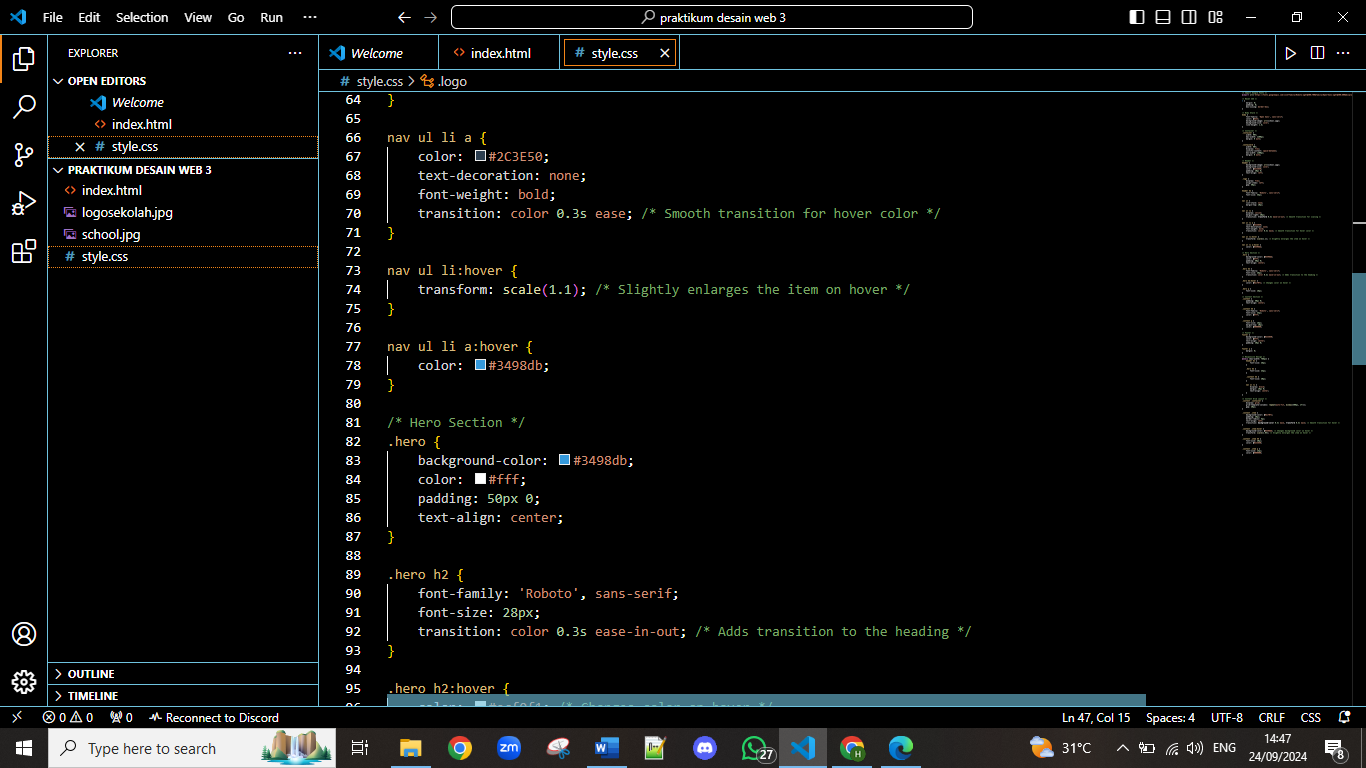 File Edit Selection View Go Run ···
praktikum desain web 3
EXPLORER
OPEN EDITORS
Welcome
index.html
style.css
PRAKTIKUM DESAIN WEB 3
index.html
logosekolah.jpg
school.jpg
style.css
OUTLINE
TIMELINE
Welcome
index.html
style.css
style.css > .logo
64 }
65
66 nav ul li a {
67 color: #2C3E50;
68 text-decoration: none;
69 font-weight: bold;
70 transition: color 0.3s ease; /* Smooth transition for hover color */
71 }
72
73 nav ul li:hover {
74 transform: scale(1.1); /* Slightly enlarges the item on hover */
75 }
76
77 nav ul li a:hover {
78 color: #3498db;
79 }
80
81 /* Hero Section */
82 .hero {
83 background-color: #3498db;
84 color: #fff;
85 padding: 50px 0;
86 text-align: center;
87 }
88
89 .hero h2 {
90 font-family: 'Roboto', sans-serif;
91 font-size: 28px;
92 transition: color 0.3s ease-in-out; /* Adds transition to the heading */
93 }
94
95 .hero h2:hover {
0 0 0 Reconnect to Discord
Ln 47, Col 15 Spaces: 4 UTF-8 CRLF CSS
Type here to search
zm
27
31°C
ENG
14:47
24/09/2024
8